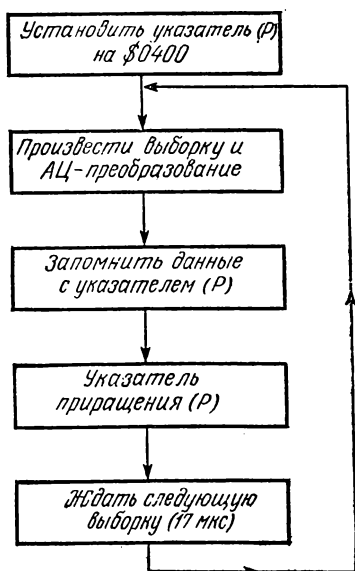 Установить указатель (P)
на $0400
Произвести выборку и
АЦ-преобразование
Запомнить данные
с указателем (P)
Указатель
приращения (P)
Ждать следующую
выборку (17 мкс)